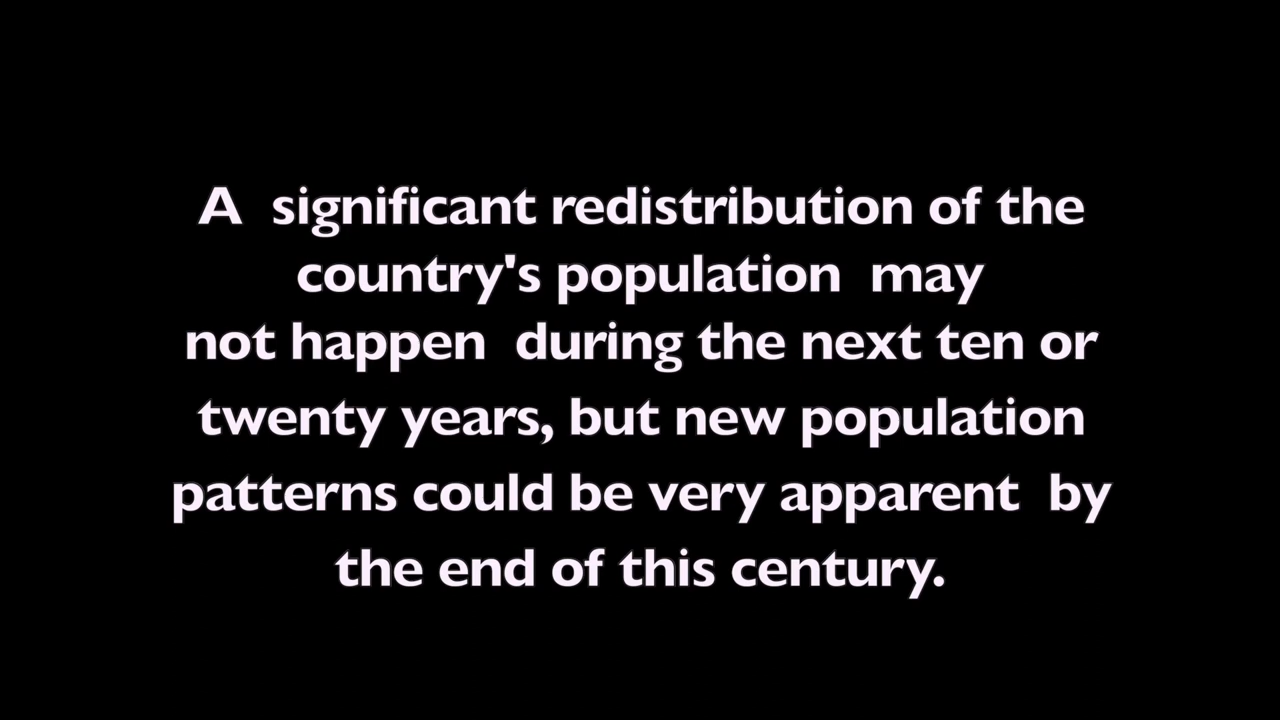 A  significant redistribution of the
country's population  may
not happen  during the next ten or
twenty years, but new population
patterns could be very apparent  by
the end of this century.